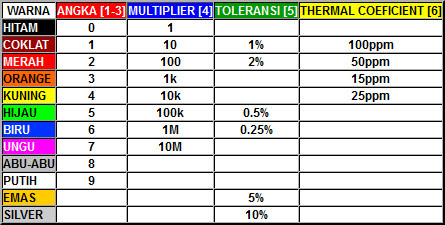 WARNA ANGKA [1-3] MULTIPLIER [4] TOLERANSI [5] THERMAL COEFICIENT [6]
HITAM 0 1
COKLAT 1 10 1% 100ppm
MERAH 2 100 2% 50ppm
ORANGE 3 1k 15ppm
KUNING 4 10k 25ppm
HIJAU 5 100k 0.5%
BIRU 6 1M 0.25%
UNGU 7 10M
ABU-ABU 8
PUTIH 9
EMAS 5%
SILVER 10%